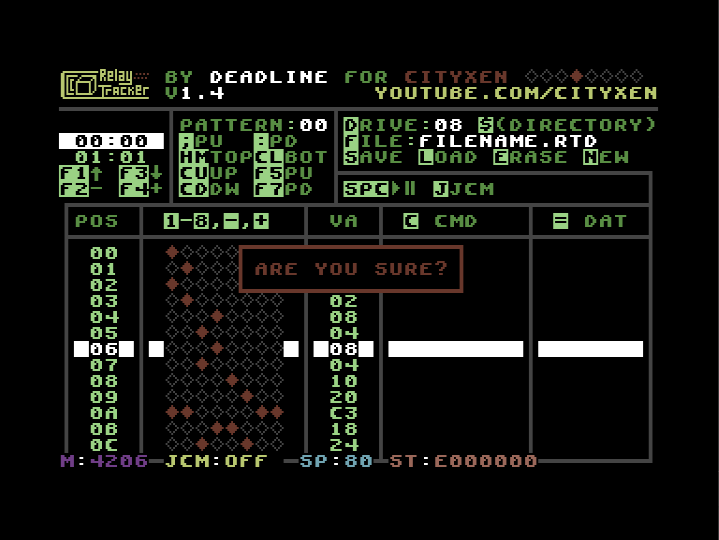 Relay Tracker BY DEADLINE FOR CITYXEN
V1.4 YOUTUBE.COM/CITYXEN
PATTERN:00 DRIVE:08 $(DIRECTORY)
00:00 ;PU :PD FILE:FILENAME.RTD
01:01 HMTOP CLBOT SAVE LOAD ERASE NEW
F1↑ F3↓ CUUP F5PU
F2- F4+ CDDW F7PD SPC JJCM
POS 1-8,-,+ VA C CMD = DAT
00
01 ARE YOU SURE?
02
03 02
04 08
05 04
06 08
07 04
08 10
09 20
0A C3
0B 18
0C 24
M:4206 JCM:OFF SP:80 ST:E000000